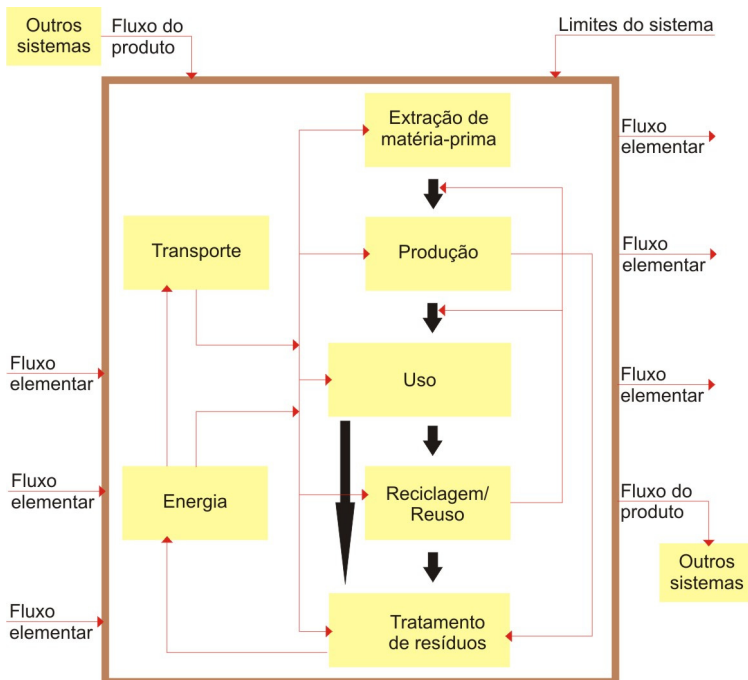 Outros
sistemas
Fluxo do
produto
Limites do sistema
Extração de
matéria-prima
Fluxo
elementar
Transporte
Produção
Fluxo
elementar
Fluxo
elementar
Uso
Fluxo
elementar
Fluxo
elementar
Energia
Reciclagem/
Reuso
Fluxo do
produto
Outros
sistemas
Fluxo
elementar
Tratamento
de resíduos